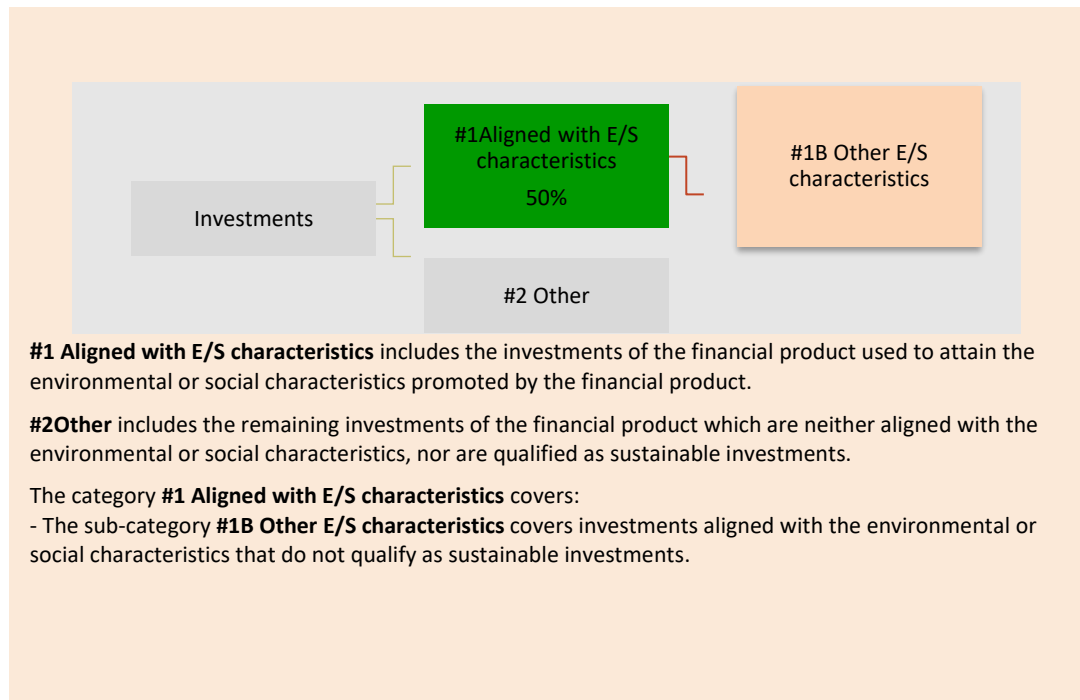 #1Aligned with E/S
characteristics
50%
#1B Other E/S
characteristics
Investments
#2 Other
#1 Aligned with E/S characteristics includes the investments of the financial product used to attain the
environmental or social characteristics promoted by the financial product.
#2Other includes the remaining investments of the financial product which are neither aligned with the
environmental or social characteristics, nor are qualified as sustainable investments.
The category #1 Aligned with E/S characteristics covers:
- The sub-category #1B Other E/S characteristics covers investments aligned with the environmental or
social characteristics that do not qualify as sustainable investments.